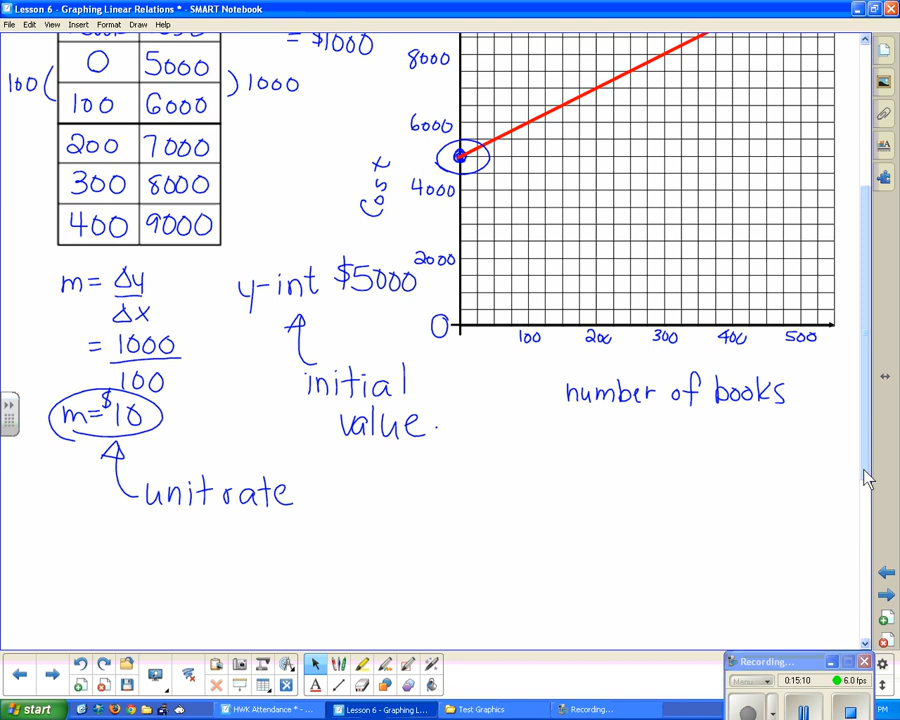 Lesson 6 - Graphing Linear Relations * - SMART Notebook
File Edit View Insert Format Draw Help
= $1000
0 5000
100 ( ) 1000
100 6000
200 7000
300 8000
400 9000
8000
6000
4000
2000
0
100 200 300 400 500
Cost
number of books
m = Δy
Δx
= 1000
100
m = $10
unit rate
y-int $5000
initial
value.
Recording...
Menu
0:15:10 6.0 fps
start
HWK Attendance * - ...
Lesson 6 - Graphing L...
Test Graphics
Recording...
PM